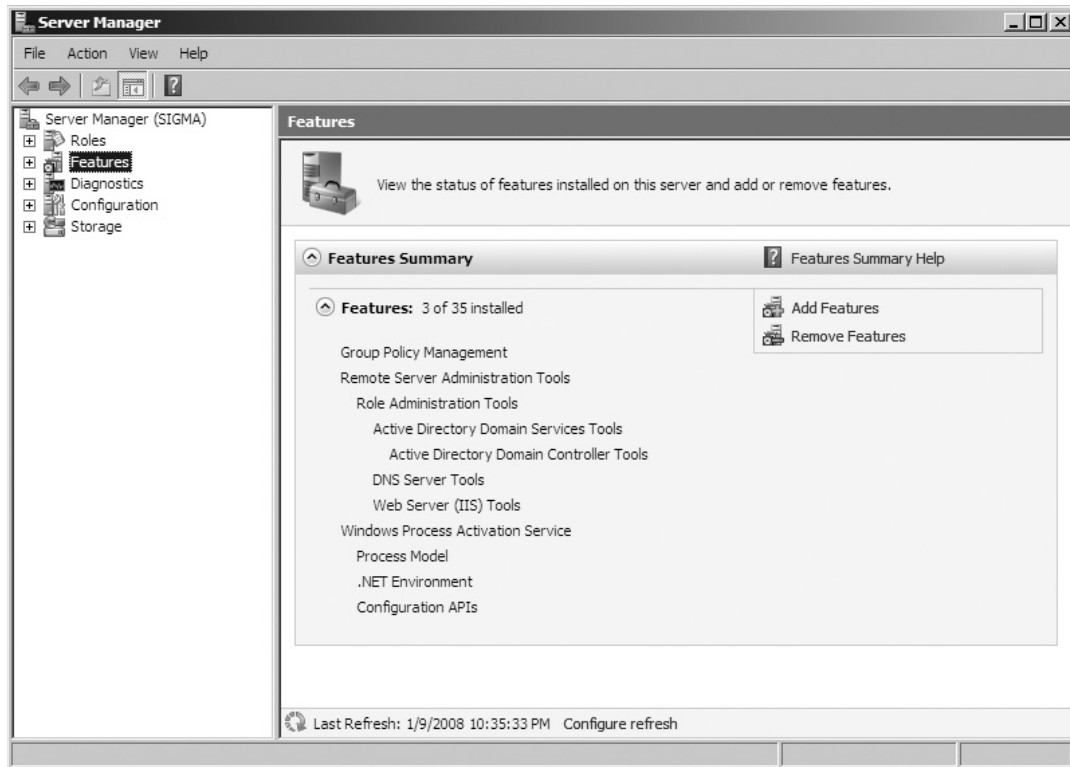 Server Manager
File Action View Help
Server Manager (SIGMA)
Roles
Features
Diagnostics
Configuration
Storage
Features
View the status of features installed on this server and add or remove features.
Features Summary
Features Summary Help
Features: 3 of 35 installed
Add Features
Remove Features
Group Policy Management
Remote Server Administration Tools
Role Administration Tools
Active Directory Domain Services Tools
Active Directory Domain Controller Tools
DNS Server Tools
Web Server (IIS) Tools
Windows Process Activation Service
Process Model
.NET Environment
Configuration APIs
Last Refresh: 1/9/2008 10:35:33 PM Configure refresh